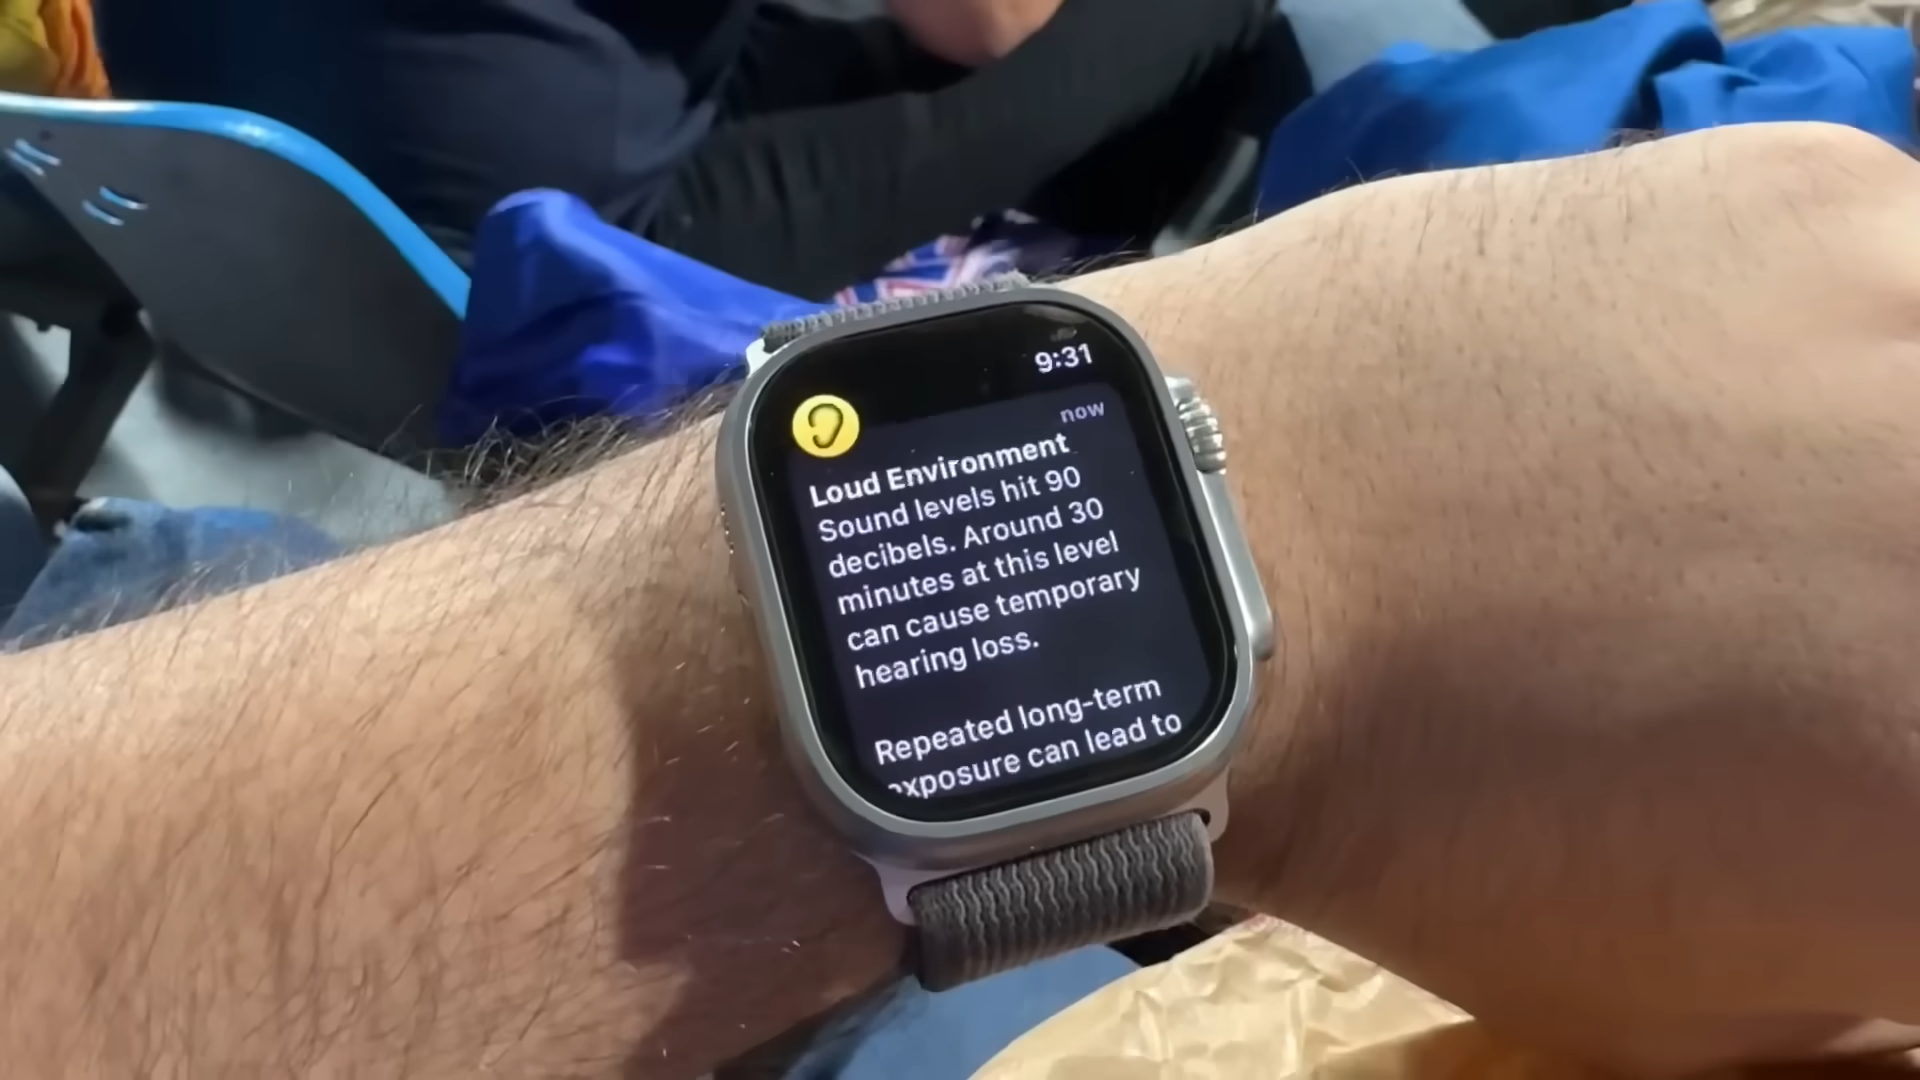 9:31
now
Loud Environment
Sound levels hit 90
decibels. Around 30
minutes at this level
can cause temporary
hearing loss.
Repeated long-term
exposure can lead to